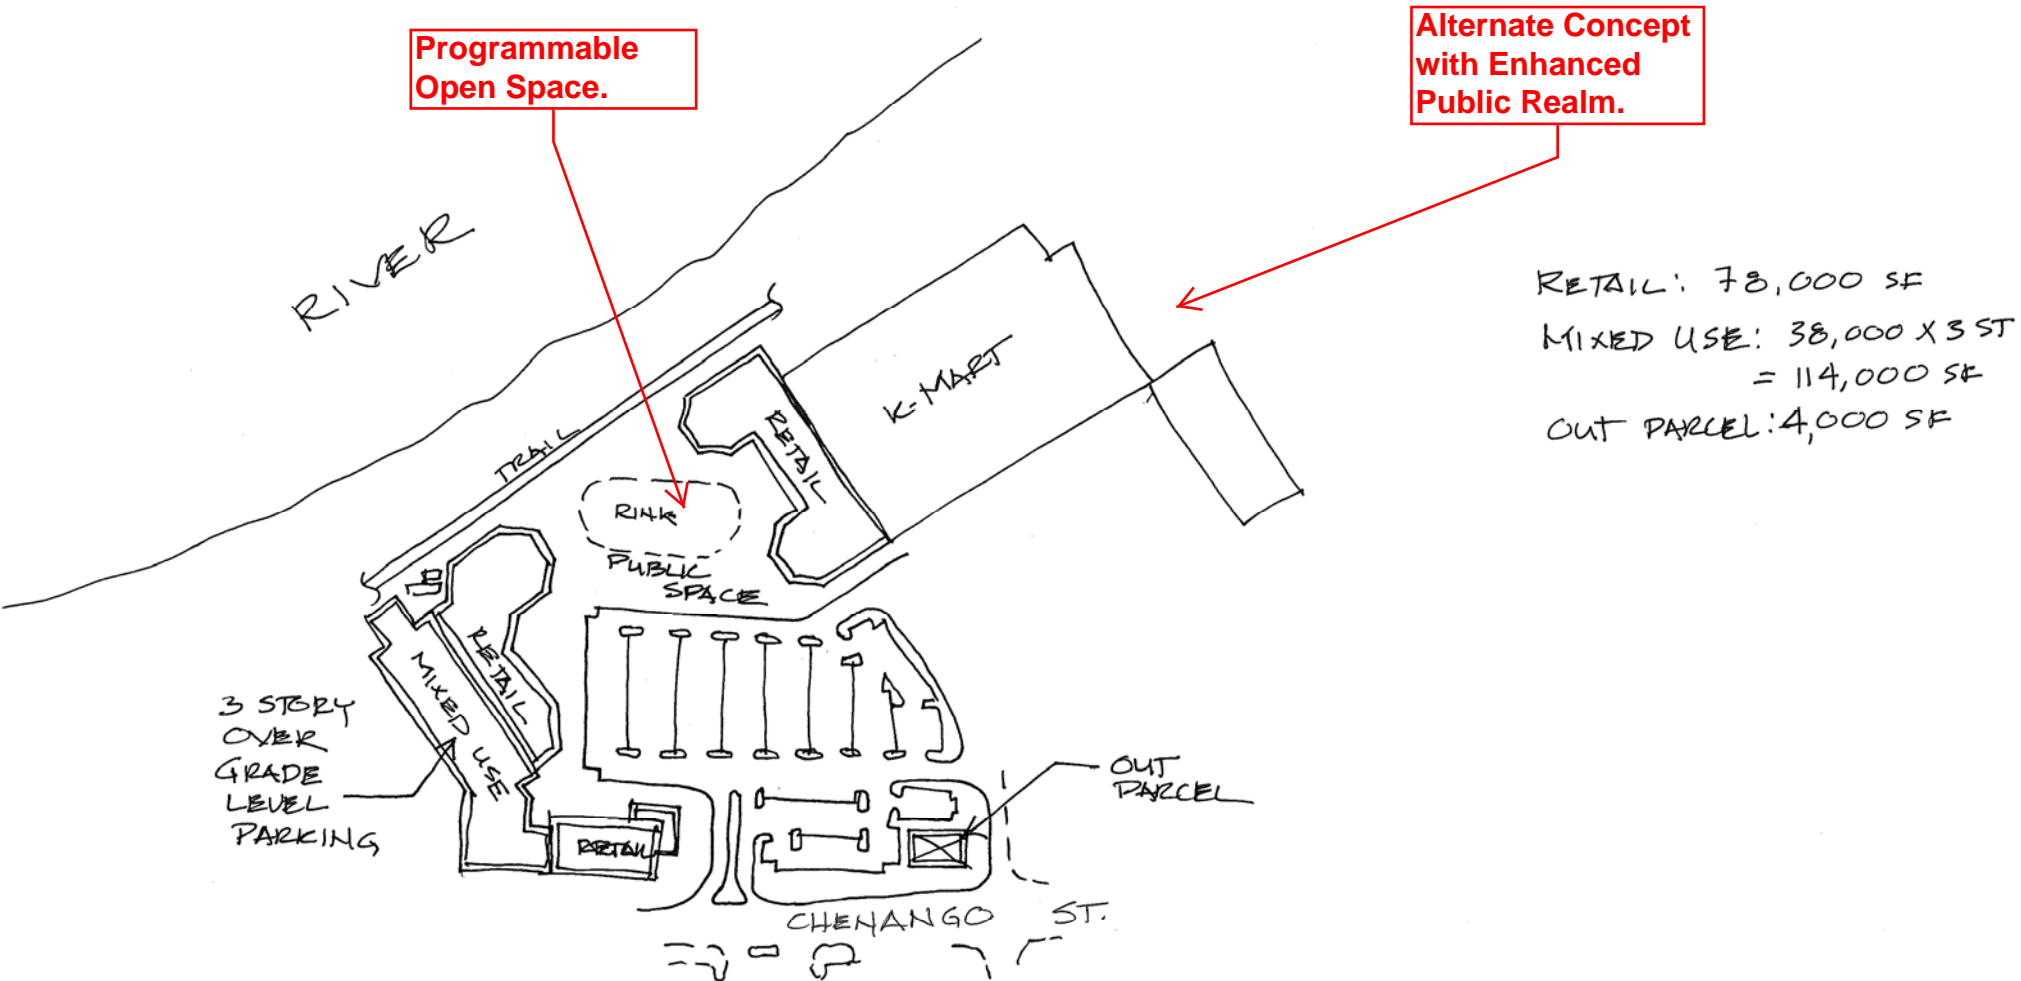 Programmable
Open Space.
Alternate Concept
with Enhanced
Public Realm.
RIVER
RETAIL: 78,000 SF
MIXED USE: 38,000 X 3 ST
= 114,000 SF
OUT PARCEL: 4,000 SF
K-MART
TRAIL
RETAIL
RINK
PUBLIC
SPACE
RETAIL
MIXED USE
3 STORY
OVER
GRADE
LEVEL
PARKING
OUT
PARCEL
RETAIL
CHENANGO ST.